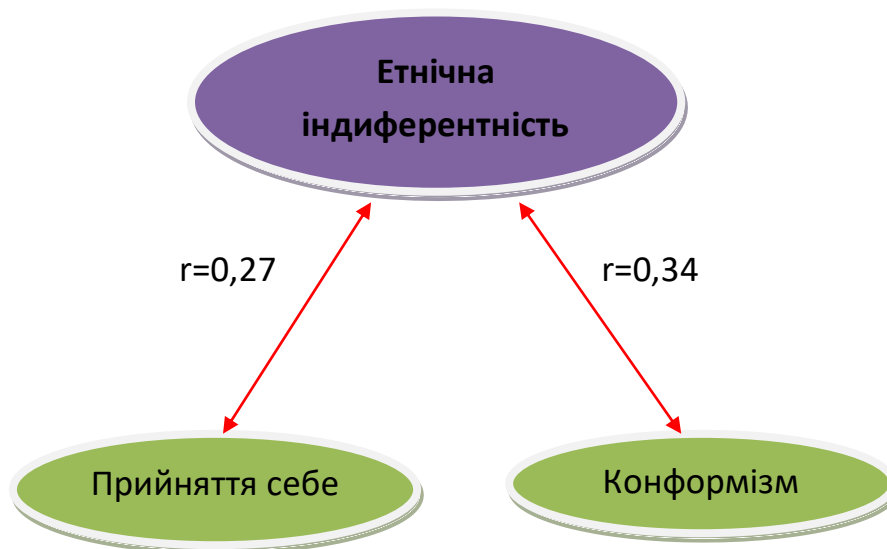 Етнічна
індиферентність
r=0,27
r=0,34
Прийняття себе
Конформізм